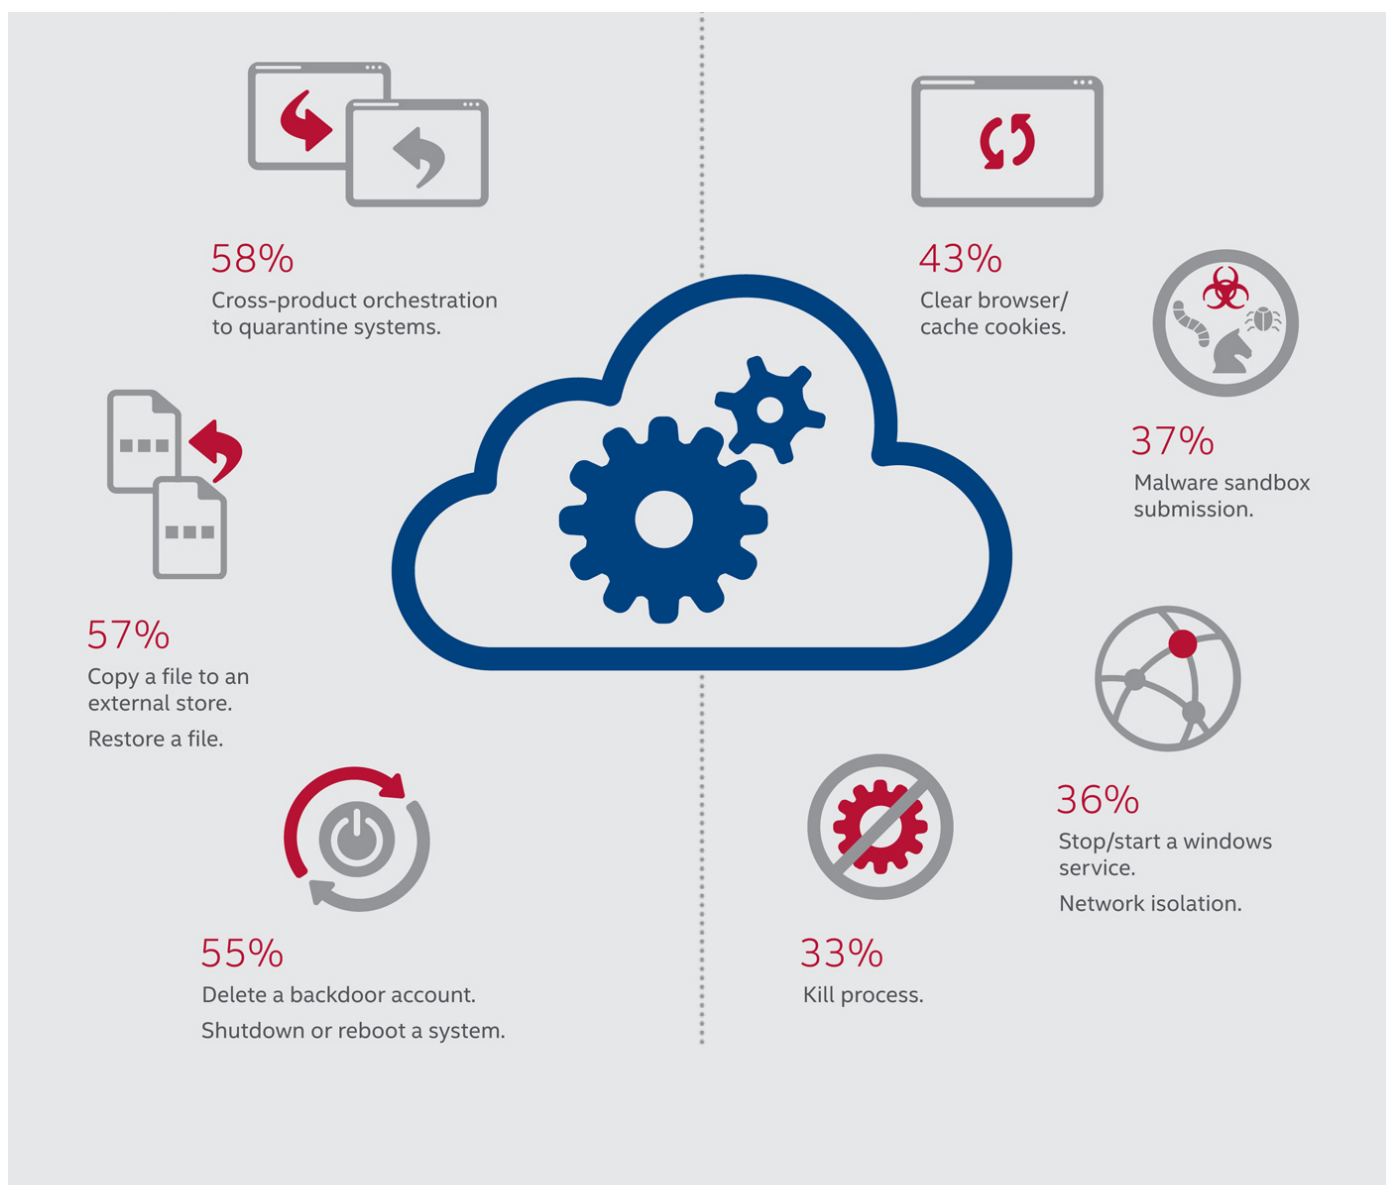 58%
Cross-product orchestration
to quarantine systems.
57%
Copy a file to an
external store.
Restore a file.
55%
Delete a backdoor account.
Shutdown or reboot a system.
43%
Clear browser/
cache cookies.
37%
Malware sandbox
submission.
36%
Stop/start a windows
service.
Network isolation.
33%
Kill process.